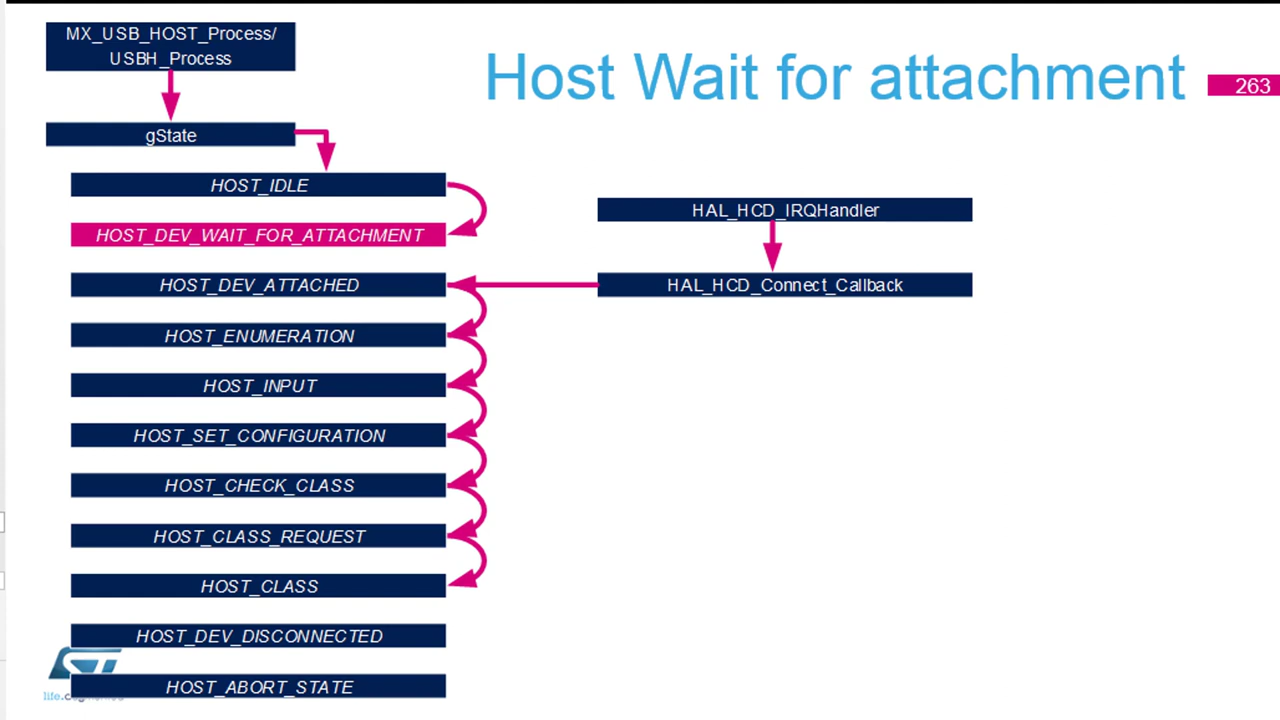 MX_USB_HOST_Process/
USBH_Process
Host Wait for attachment
263
gState
HOST_IDLE
HAL_HCD_IRQHandler
HOST_DEV_WAIT_FOR_ATTACHMENT
HOST_DEV_ATTACHED
HAL_HCD_Connect_Callback
HOST_ENUMERATION
HOST_INPUT
HOST_SET_CONFIGURATION
HOST_CHECK_CLASS
HOST_CLASS_REQUEST
HOST_CLASS
HOST_DEV_DISCONNECTED
ST
HOST_ABORT_STATE